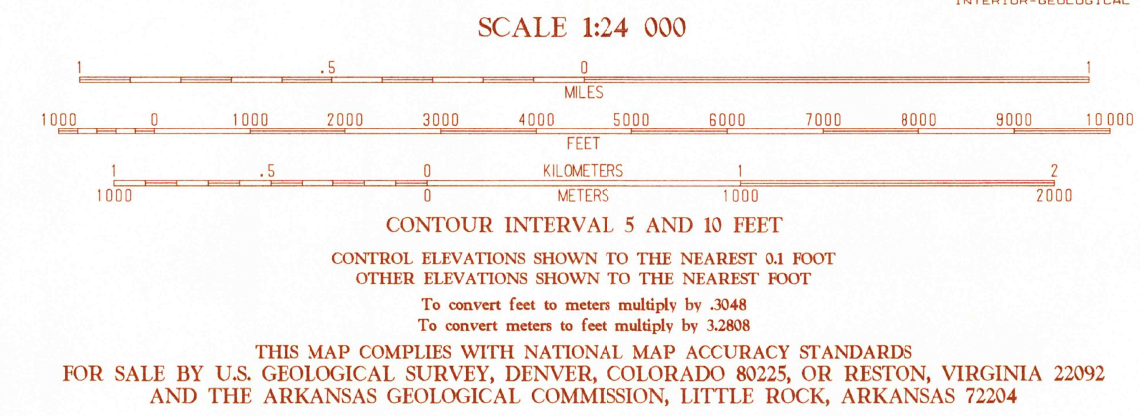 INTERIOR-GEOLOGICAL
SCALE 1:24 000
1 .5 0 1
MILES
1000 0 1000 2000 3000 4000 5000 6000 7000 8000 9000 10 000
FEET
1 .5 0 KILOMETERS 1 2
1000 0 METERS 1000 2000
CONTOUR INTERVAL 5 AND 10 FEET
CONTROL ELEVATIONS SHOWN TO THE NEAREST 0.1 FOOT
OTHER ELEVATIONS SHOWN TO THE NEAREST FOOT
To convert feet to meters multiply by .3048
To convert meters to feet multiply by 3.2808
THIS MAP COMPLIES WITH NATIONAL MAP ACCURACY STANDARDS
FOR SALE BY U.S. GEOLOGICAL SURVEY, DENVER, COLORADO 80225, OR RESTON, VIRGINIA 22092
AND THE ARKANSAS GEOLOGICAL COMMISSION, LITTLE ROCK, ARKANSAS 72204